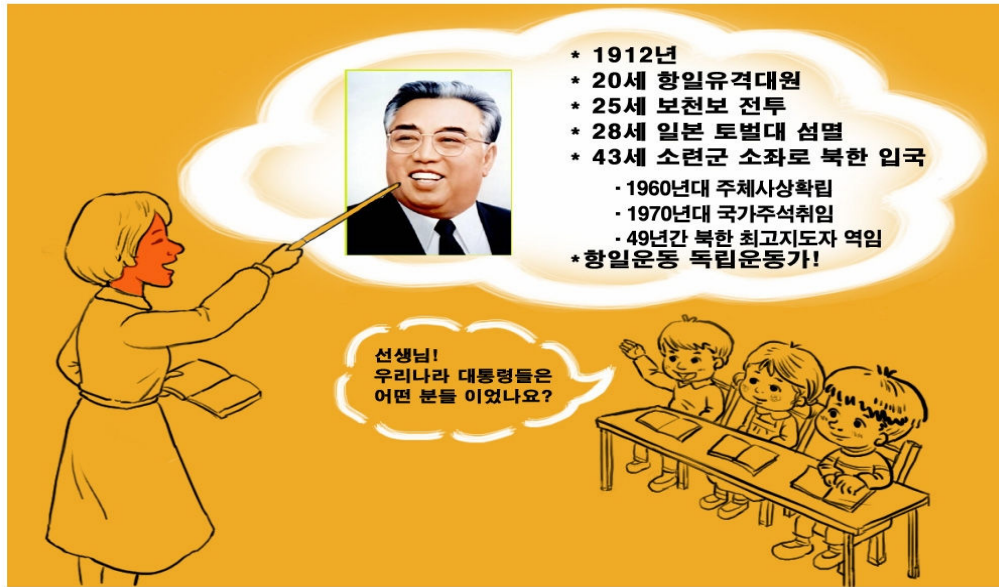 * 1912년
* 20세 항일유격대원
* 25세 보천보 전투
* 28세 일본 토벌대 섬멸
* 43세 소련군 소좌로 북한 입국
- 1960년대 주체사상확립
- 1970년대 국가주석취임
- 49년간 북한 최고지도자 역임
*항일운동 독립운동가!
선생님!
우리나라 대통령들은
어떤 분들 이었나요?